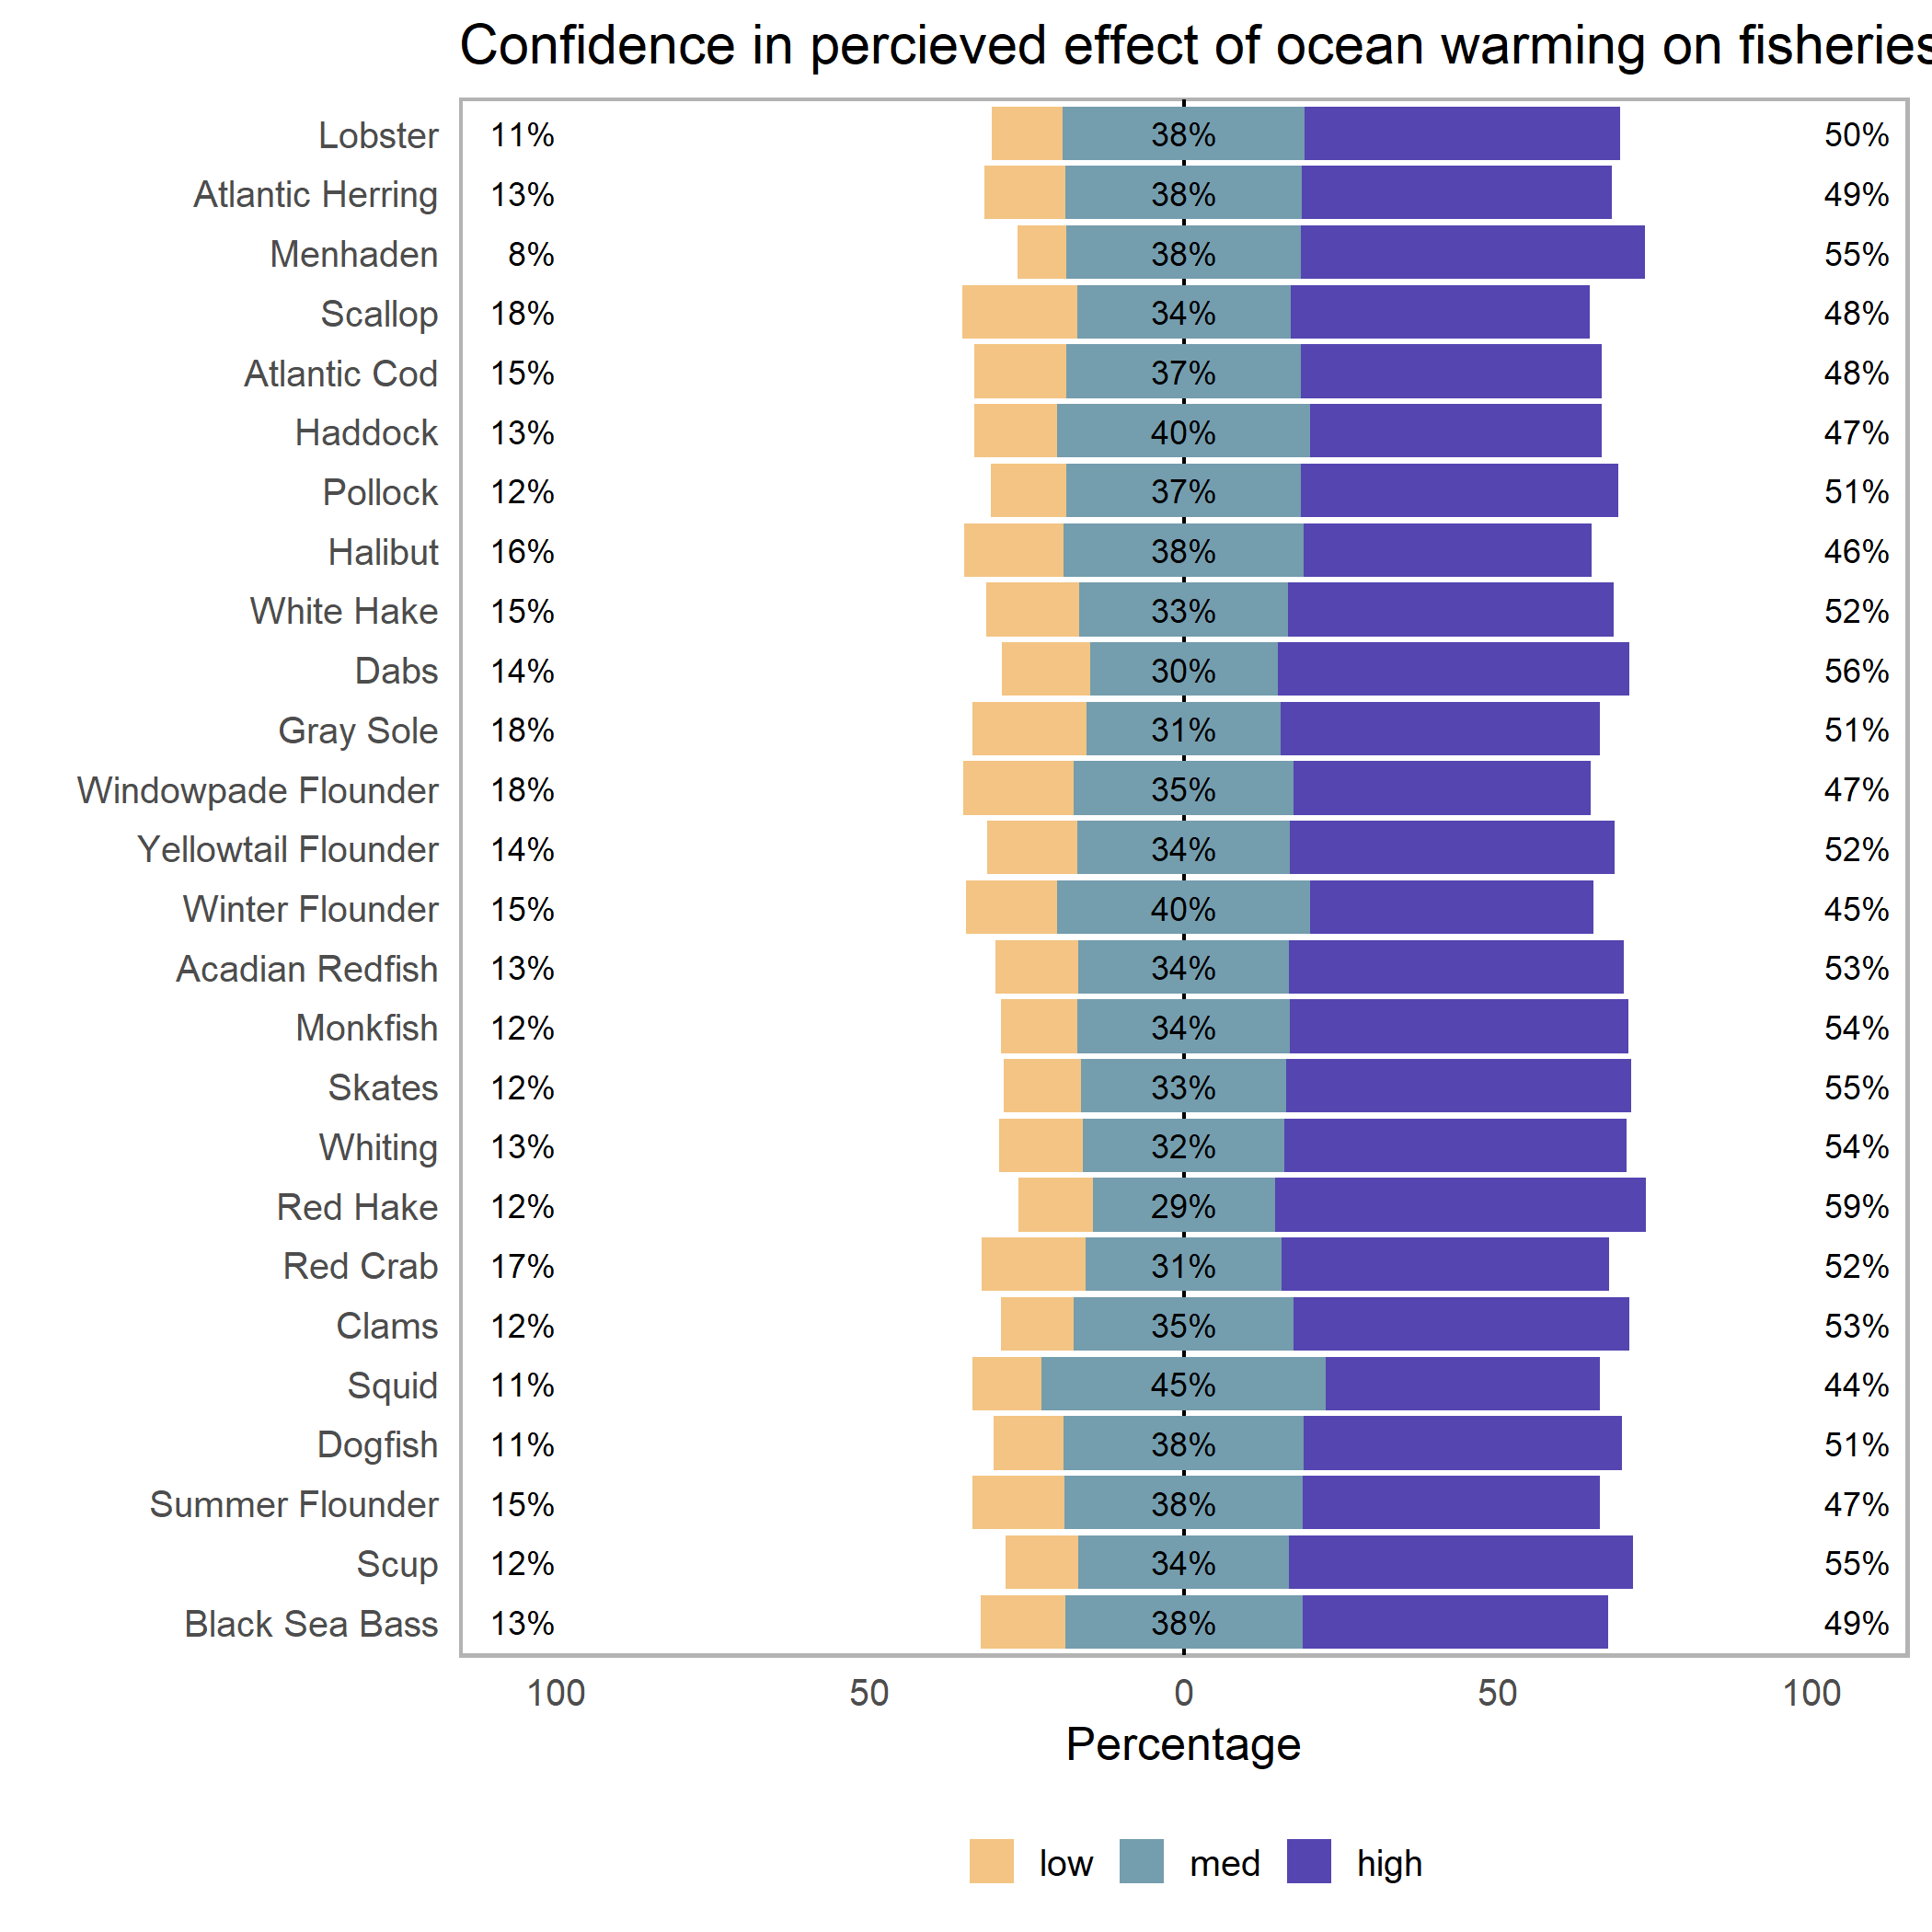 Confidence in percieved effect of ocean warming on fisheries
Lobster 11% 38% 50%
Atlantic Herring 13% 38% 49%
Menhaden 8% 38% 55%
Scallop 18% 34% 48%
Atlantic Cod 15% 37% 48%
Haddock 13% 40% 47%
Pollock 12% 37% 51%
Halibut 16% 38% 46%
White Hake 15% 33% 52%
Dabs 14% 30% 56%
Gray Sole 18% 31% 51%
Windowpade Flounder 18% 35% 47%
Yellowtail Flounder 14% 34% 52%
Winter Flounder 15% 40% 45%
Acadian Redfish 13% 34% 53%
Monkfish 12% 34% 54%
Skates 12% 33% 55%
Whiting 13% 32% 54%
Red Hake 12% 29% 59%
Red Crab 17% 31% 52%
Clams 12% 35% 53%
Squid 11% 45% 44%
Dogfish 11% 38% 51%
Summer Flounder 15% 38% 47%
Scup 12% 34% 55%
Black Sea Bass 13% 38% 49%
100 50 0 50 100
Percentage
low med high